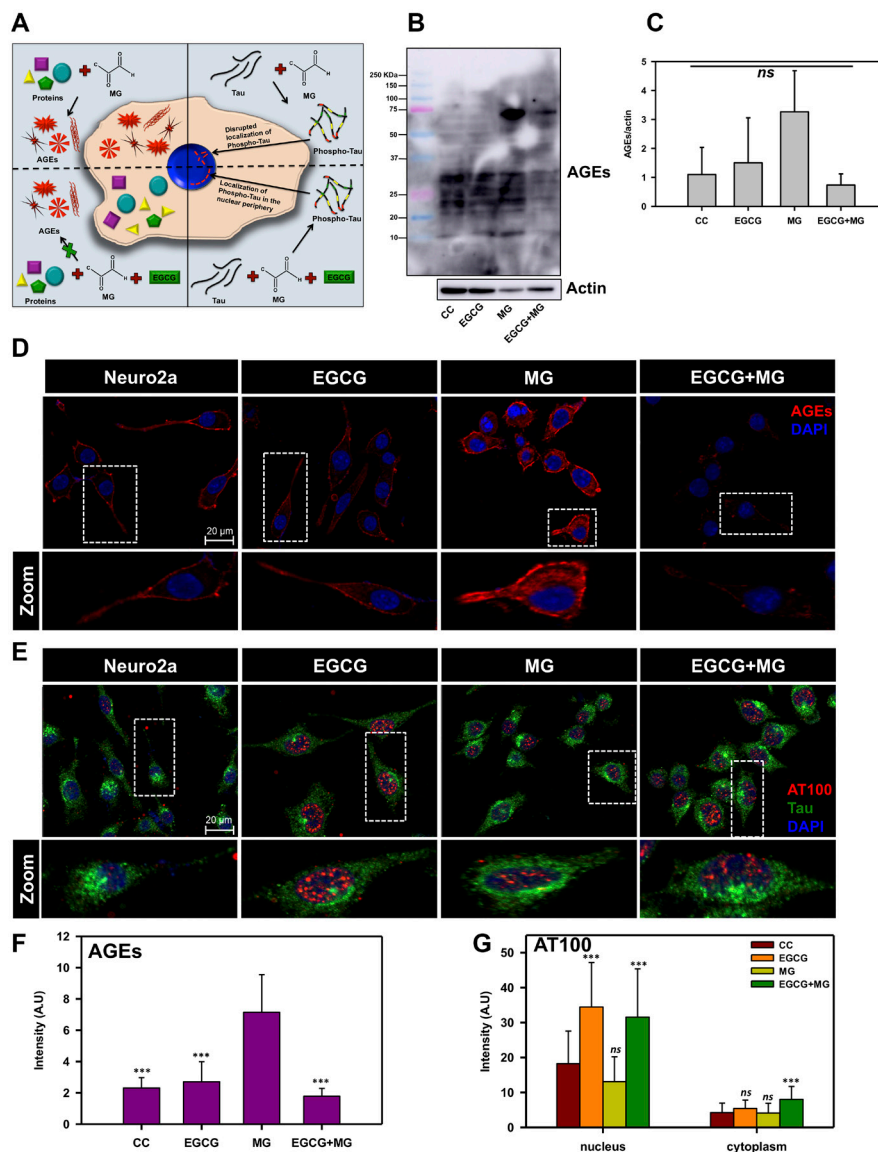 A
C
O
O
H
Proteins
MG
AGEs
Tau
C
O
O
H
MG
Phospho-Tau
Disrupted
localization of
Phospho-Tau
Localization of
Phospho-Tau in the
nuclear periphery
AGEs
Phospho-Tau
C
O
O
H
EGCG
Proteins
MG
Tau
C
O
O
H
MG
EGCG
B
250 KDa
150
100
75
50
37
25
20
10
AGEs
Actin
CC
EGCG
MG
EGCG+MG
C
ns
AGEs/actin
5
4
3
2
1
0
CC
EGCG
MG
EGCG+MG
D
Neuro2a
EGCG
MG
EGCG+MG
AGEs
DAPI
20 µm
Zoom
E
Neuro2a
EGCG
MG
EGCG+MG
AT100
Tau
DAPI
20 µm
Zoom
F
AGEs
Intensity (A.U)
12
10
8
6
4
2
0
***
***
***
CC
EGCG
MG
EGCG+MG
G
AT100
CC
EGCG
MG
EGCG+MG
Intensity (A.U)
50
40
30
20
10
0
***
ns
***
ns
ns
***
nucleus
cytoplasm